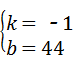 k = -1
b = 44